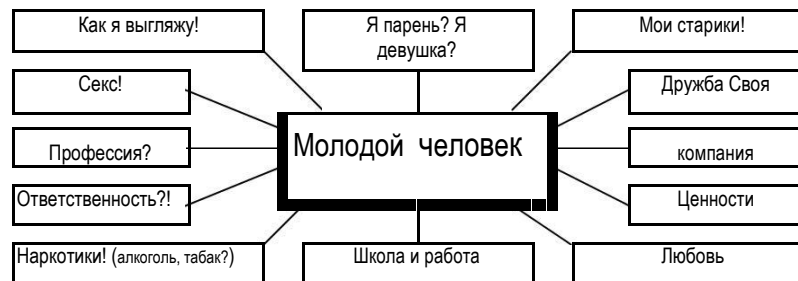 Как я выгляжу!
Я парень? Я
девушка?
Мои старики!
Секс!
Дружба Своя
Молодой человек
Профессия?
компания
Ответственность?!
Ценности
Наркотики! (алкоголь, табак?)
Школа и работа
Любовь